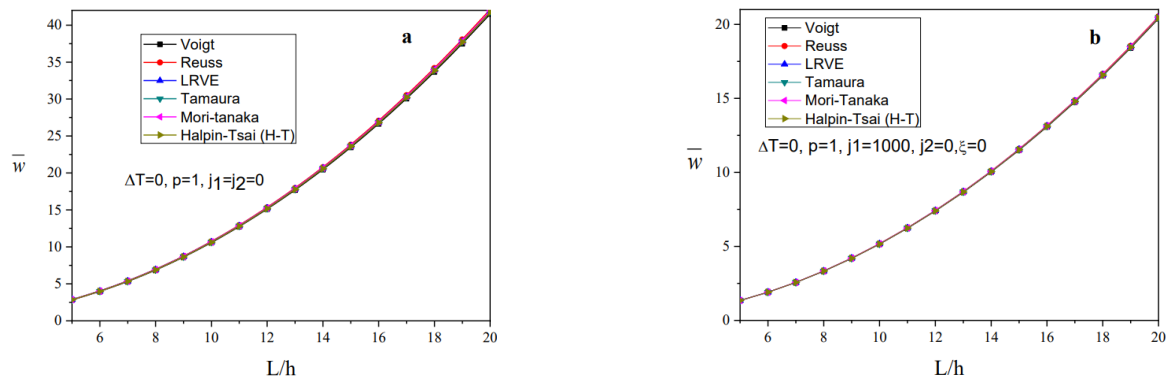 a
Voigt
Reuss
LRVE
Tamaura
Mori-tanaka
Halpin-Tsai (H-T)
ΔT=0, p=1, j1=j2=0
w̅
45
40
35
30
25
20
15
10
5
0
6 8 10 12 14 16 18 20
L/h
b
Voigt
Reuss
LRVE
Tamaura
Mori-Tanaka
Halpin-Tsai (H-T)
ΔT=0, p=1, j1=1000, j2=0,ξ=0
w̅
20
15
10
5
0
6 8 10 12 14 16 18 20
L/h